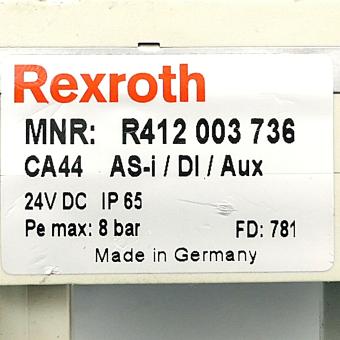 Rexroth
MNR: R412 003 736
CA44 AS-i / DI / Aux
24V DC IP 65
Pe max: 8 bar FD: 781
Made in Germany